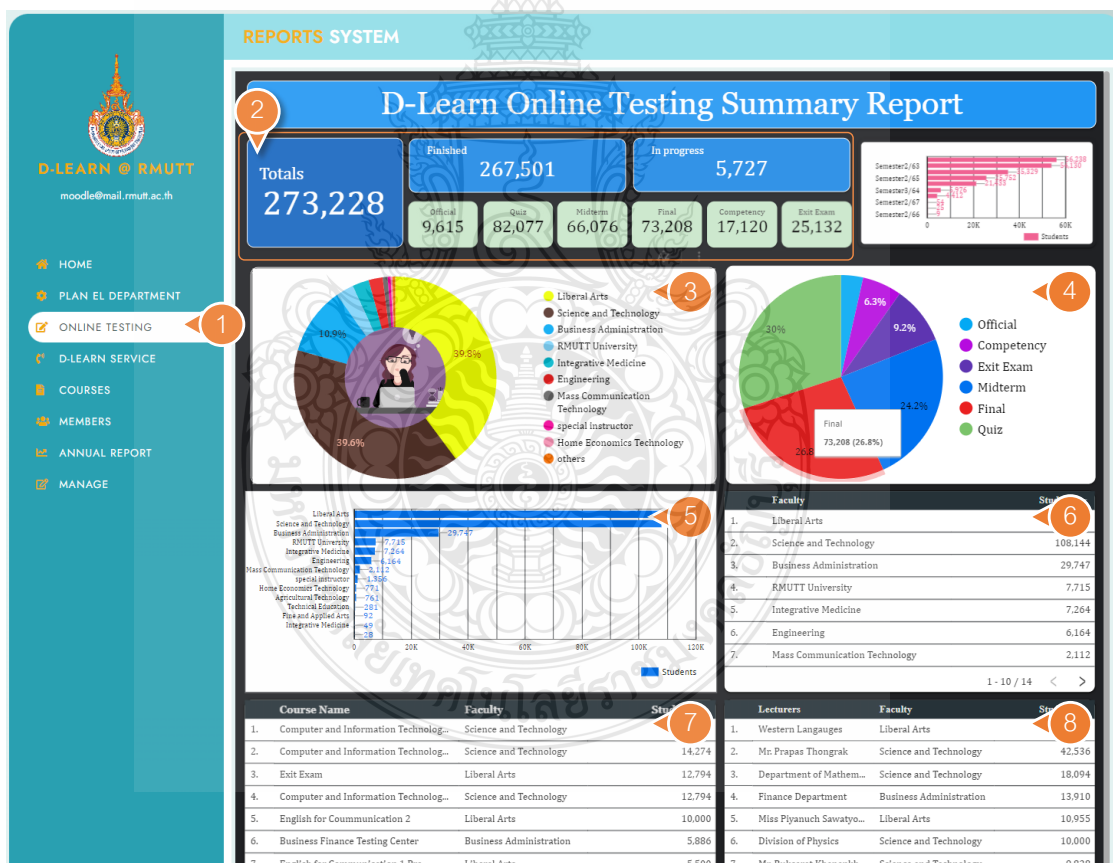 REPORTS SYSTEM
D-LEARN @ RMUTT
moodle@mail.rmutt.ac.th
HOME
PLAN EL DEPARTMENT
ONLINE TESTING
1
D-LEARN SERVICE
COURSES
MEMBERS
ANNUAL REPORT
MANAGE
2
D-Learn Online Testing Summary Report
Totals
273,228
Finished
267,501
In progress
5,727
Official
9,615
Quiz
82,077
Midterm
66,076
Final
73,208
Competency
17,120
Exit Exam
25,132
Semester2/63
Semester2/65
Semester3/64
Semester2/67
Semester2/66
0
20K
40K
60K
Students
3
39.8%
39.6%
10.9%
Liberal Arts
Science and Technology
Business Administration
RMUTT University
Integrative Medicine
Engineering
Mass Communication
Technology
special instructor
Home Economics Technology
others
4
6.3%
9.2%
24.2%
30%
Final
73,208 (26.8%)
Official
Competency
Exit Exam
Midterm
Final
Quiz
5
Liberal Arts
Science and Technology
Business Administration 29,747
RMUTT University 7,715
Integrative Medicine 7,264
Engineering 6,164
Mass Communication Technology 2,112
special instructor 1,356
Home Economics Technology 771
Agricultural Technology 761
Technical Education 281
Fine and Applied Arts 92
Integrative Medicine 49
28
0 20K 40K 60K 80K 100K 120K
Students
6
Faculty
1. Liberal Arts
2. Science and Technology 108,144
3. Business Administration 29,747
4. RMUTT University 7,715
5. Integrative Medicine 7,264
6. Engineering 6,164
7. Mass Communication Technology 2,112
1 - 10 / 14 < >
7
Course Name Faculty
1. Computer and Information Technolog... Science and Technology
2. Computer and Information Technolog... Science and Technology 14,274
3. Exit Exam Liberal Arts 12,794
4. Computer and Information Technolog... Science and Technology 12,794
5. English for Coummunication 2 Liberal Arts 10,000
6. Business Finance Testing Center Business Administration 5,886
8
Lecturers Faculty
1. Western Langauges Liberal Arts
2. Mr. Prapas Thongrak Science and Technology 42,536
3. Department of Mathem... Science and Technology 18,094
4. Finance Department Business Administration 13,910
5. Miss Piyanuch Sawatyo... Liberal Arts 10,955
6. Division of Physics Science and Technology 10,000